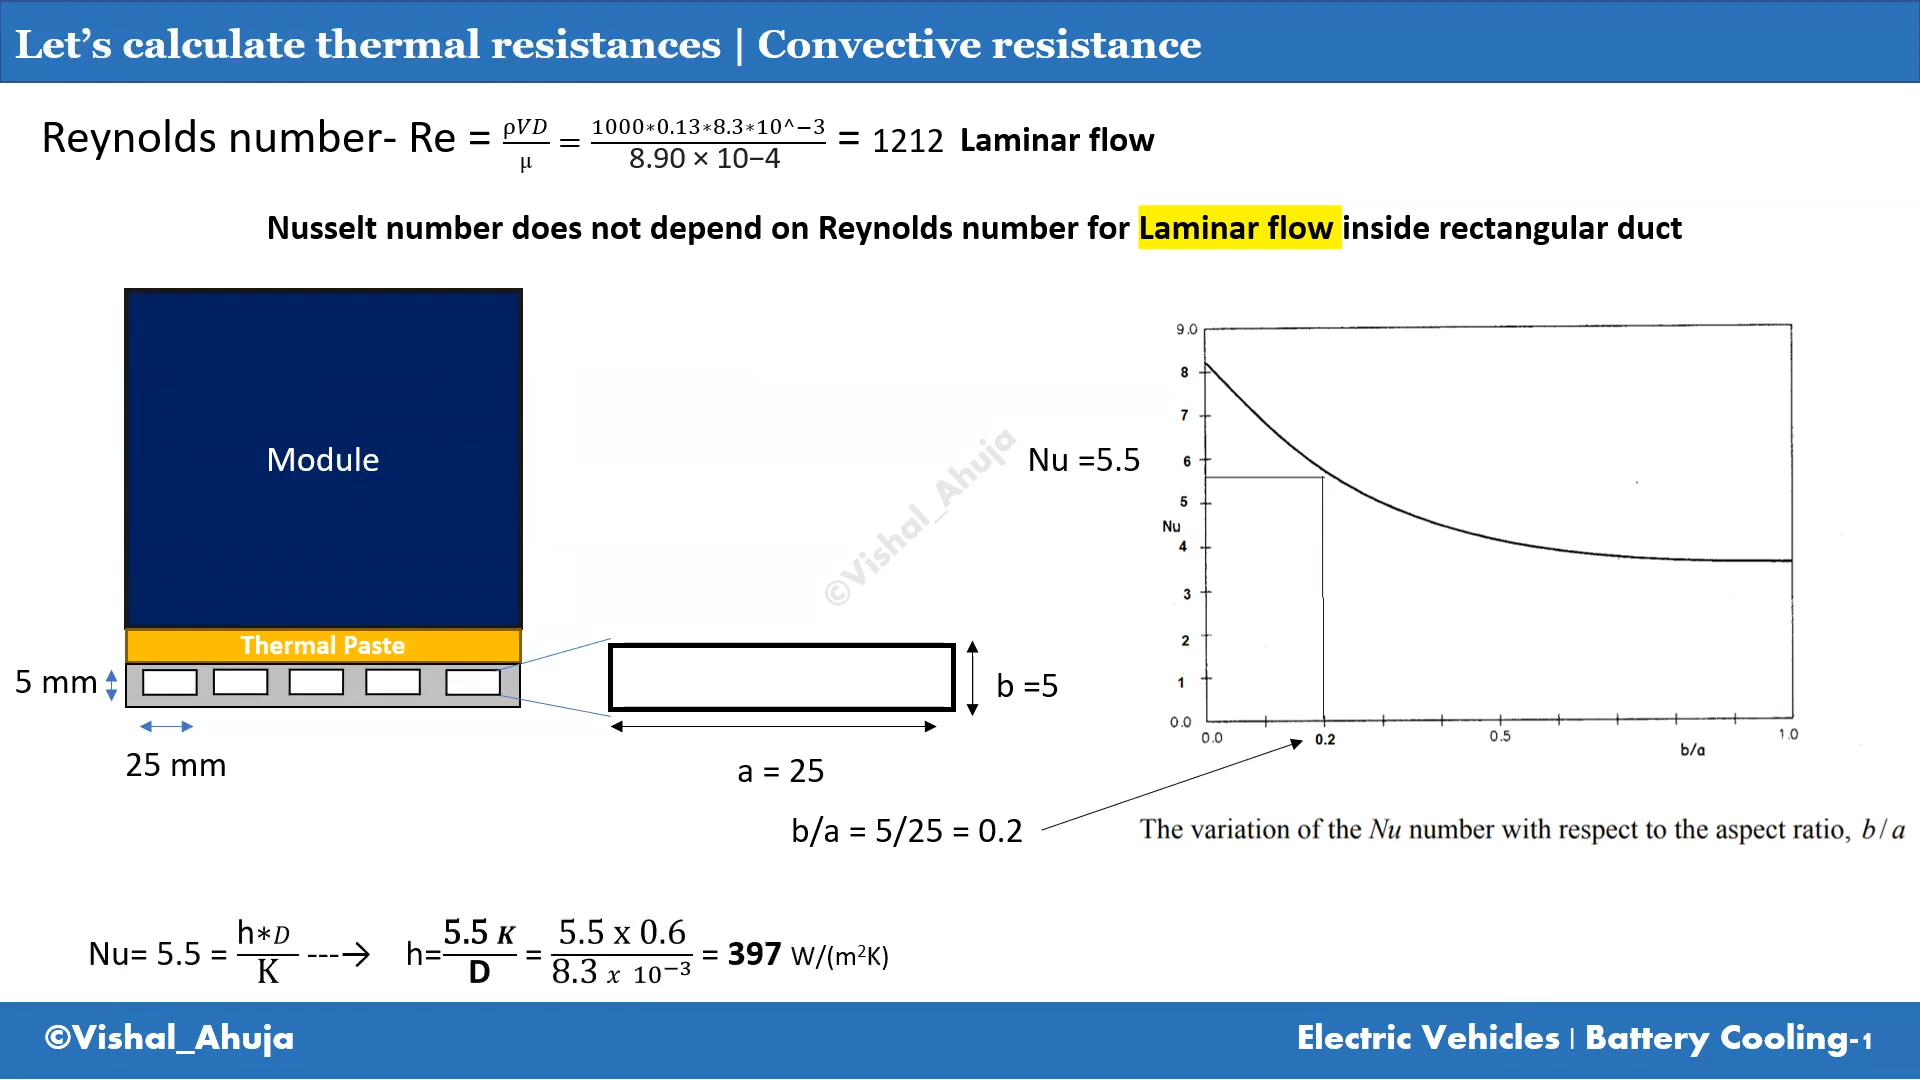 Let’s calculate thermal resistances | Convective resistance
Reynolds number- Re = ρVD/μ = 1000*0.13*8.3*10^−3/8.90 × 10−4 = 1212 Laminar flow
Nusselt number does not depend on Reynolds number for Laminar flow inside rectangular duct
Module
Thermal Paste
5 mm
25 mm
b =5
a = 25
b/a = 5/25 = 0.2
©Vishal_Ahuja
Nu =5.5
9.0
8
7
6
5
Nu
4
3
2
1
0.0
0.0 0.2 0.5 1.0
b/a
The variation of the Nu number with respect to the aspect ratio, b/a
Nu= 5.5 = h*D/K ---→ h=5.5 K/D = 5.5 x 0.6/8.3 x 10⁻³ = 397 W/(m²K)
©Vishal_Ahuja
Electric Vehicles | Battery Cooling-1